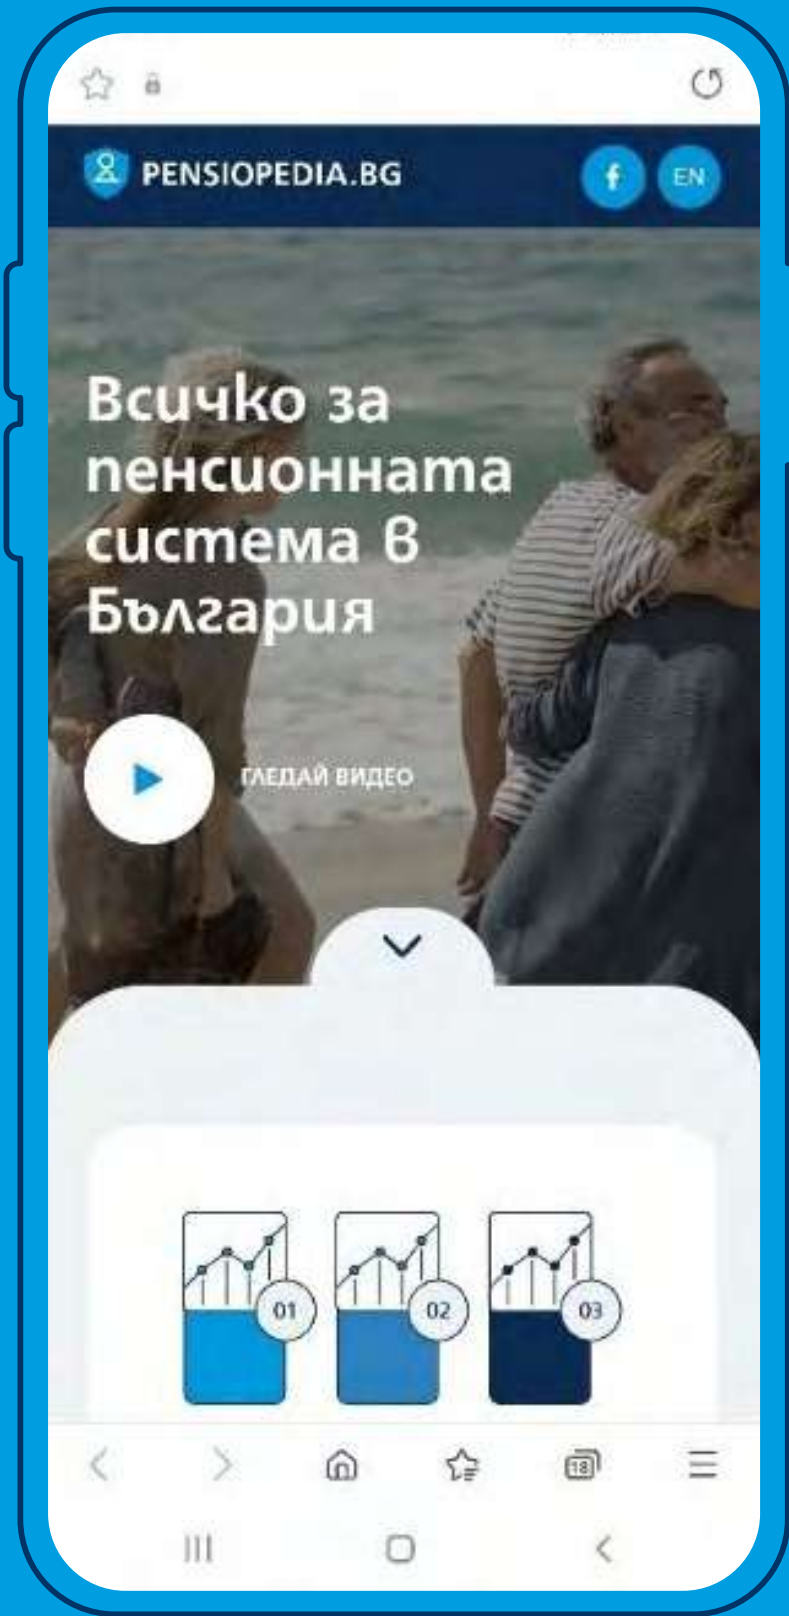 PENSIOPEDIA.BG
f
EN
Всичко за
пенсионната
система в
България
ГЛЕДАЙ ВИДЕО
01
02
03
18